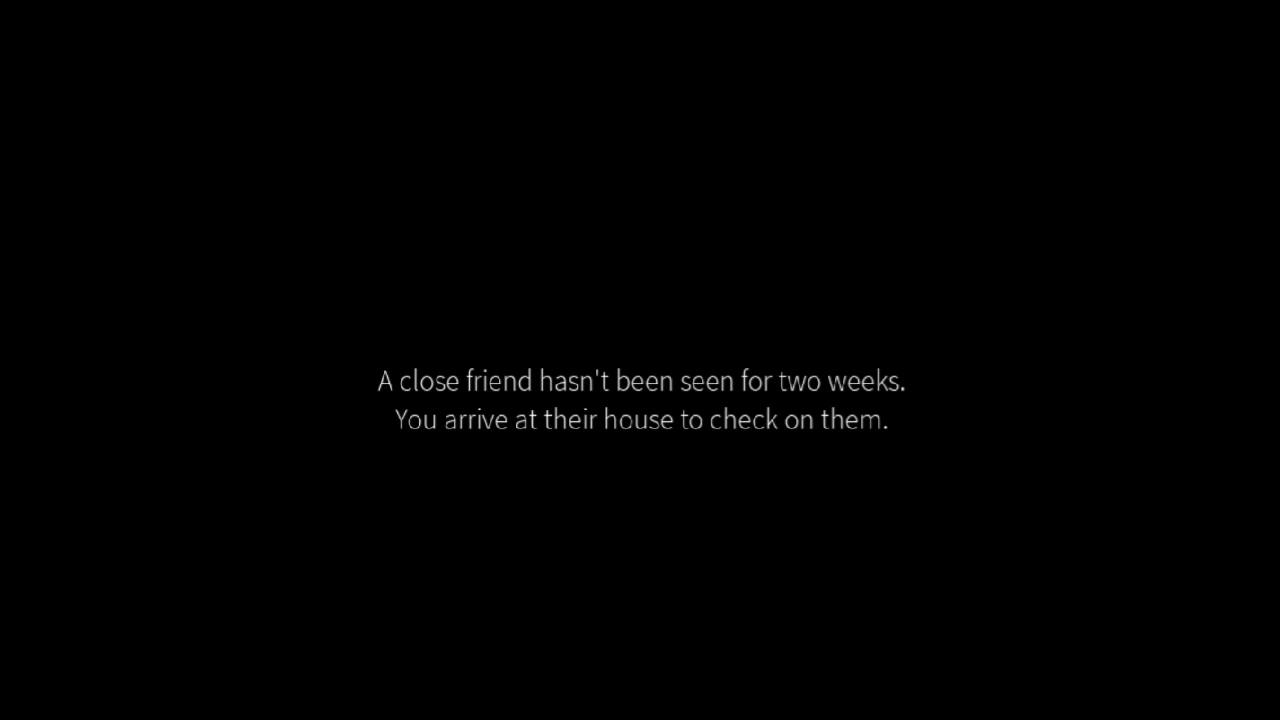 A close friend hasn't been seen for two weeks.
You arrive at their house to check on them.